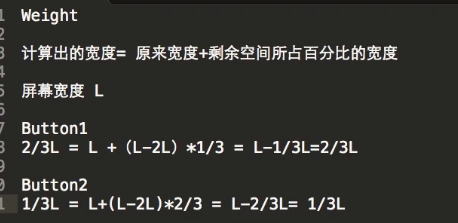 Weight
计算出的宽度= 原来宽度+剩余空间所占百分比的宽度
屏幕宽度 L
Button1
2/3L = L + (L-2L) *1/3 = L-1/3L=2/3L
Button2
1/3L = L+(L-2L)*2/3 = L-2/3L= 1/3L